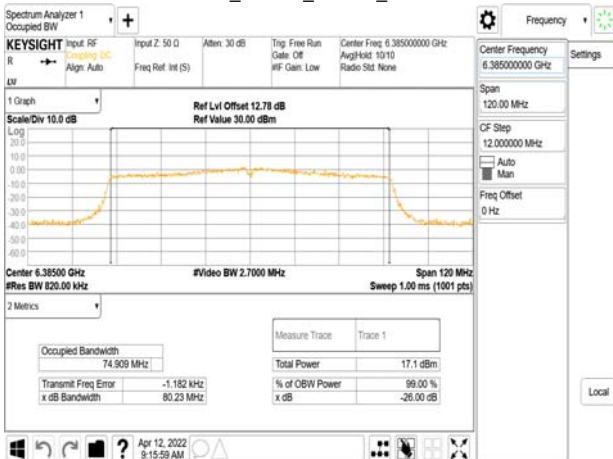 Spectrum Analyzer 1
Occupied BW
Frequency
KEYSIGHT
Input: RF
Coupling: DC
Align: Auto
Input Z: 50 Ω
Freq Ref: Int (S)
Atten: 30 dB
Trig: Free Run
Gate: Off
#IF Gain: Low
Center Freq: 6.385000000 GHz
Avg|Hold: 10/10
Radio Std: None
R
Center Frequency
6.385000000 GHz
Settings
Span
120.00 MHz
CF Step
12.000000 MHz
Auto
Man
Freq Offset
0 Hz
Local
1 Graph
Scale/Div 10.0 dB
Ref Lvl Offset 12.78 dB
Ref Value 30.00 dBm
Log
20.0
10.0
0.00
-10.0
-20.0
-30.0
-40.0
-50.0
-60.0
Center 6.38500 GHz
#Video BW 2.7000 MHz
Span 120 MHz
#Res BW 820.00 kHz
Sweep 1.00 ms (1001 pts)
2 Metrics
Measure Trace
Trace 1
Occupied Bandwidth
74.909 MHz
Total Power
17.1 dBm
Transmit Freq Error
-1.182 kHz
% of OBW Power
99.00 %
x dB Bandwidth
80.23 MHz
x dB
-26.00 dB
?
Apr 12, 2022
9:15:59 AM